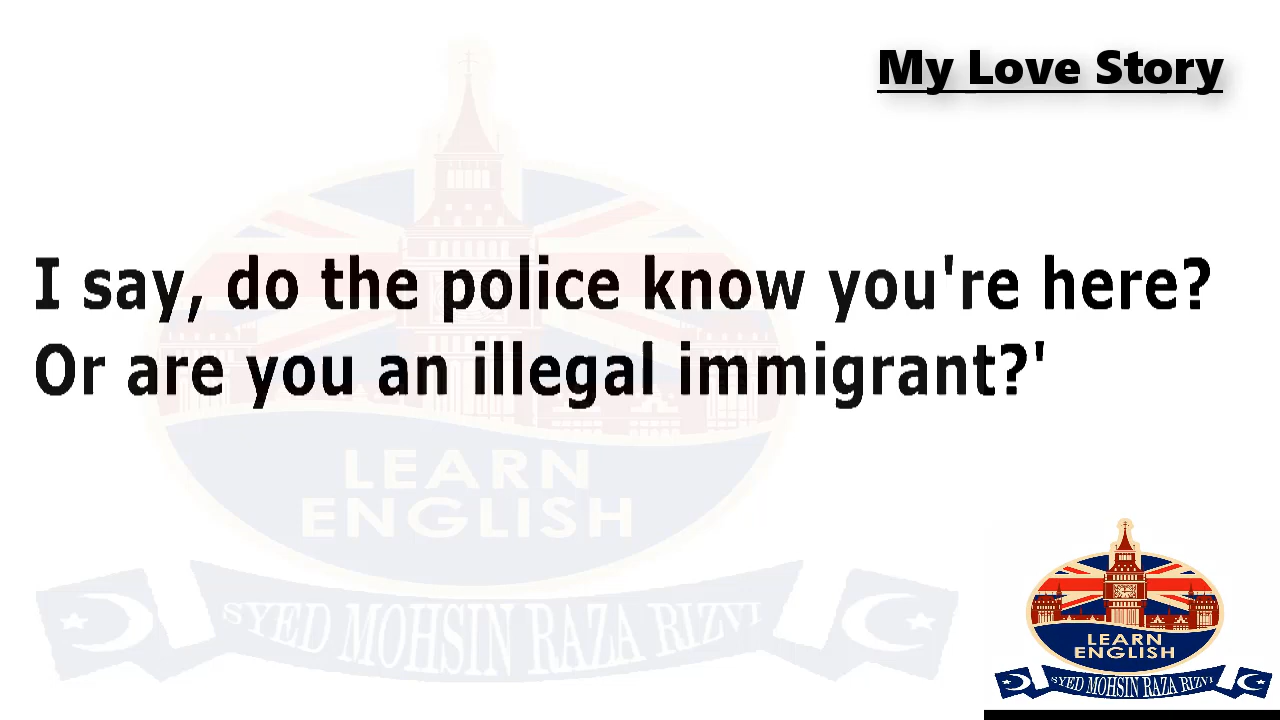 My Love Story
I say, do the police know you're here?
Or are you an illegal immigrant?'
LEARN
ENGLISH
SYED MOHSIN RAZA RIZVI
LEARN
ENGLISH
SYED MOHSIN RAZA RIZVI